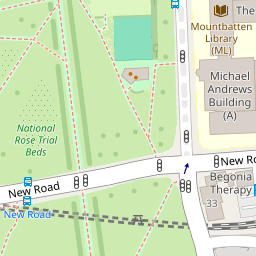 The
Mountbatten
Library
(ML)
Michael
Andrews
Building
(A)
National
Rose Trial
Beds
New Road
New Road
New Ro
Begonia
Therapy
33